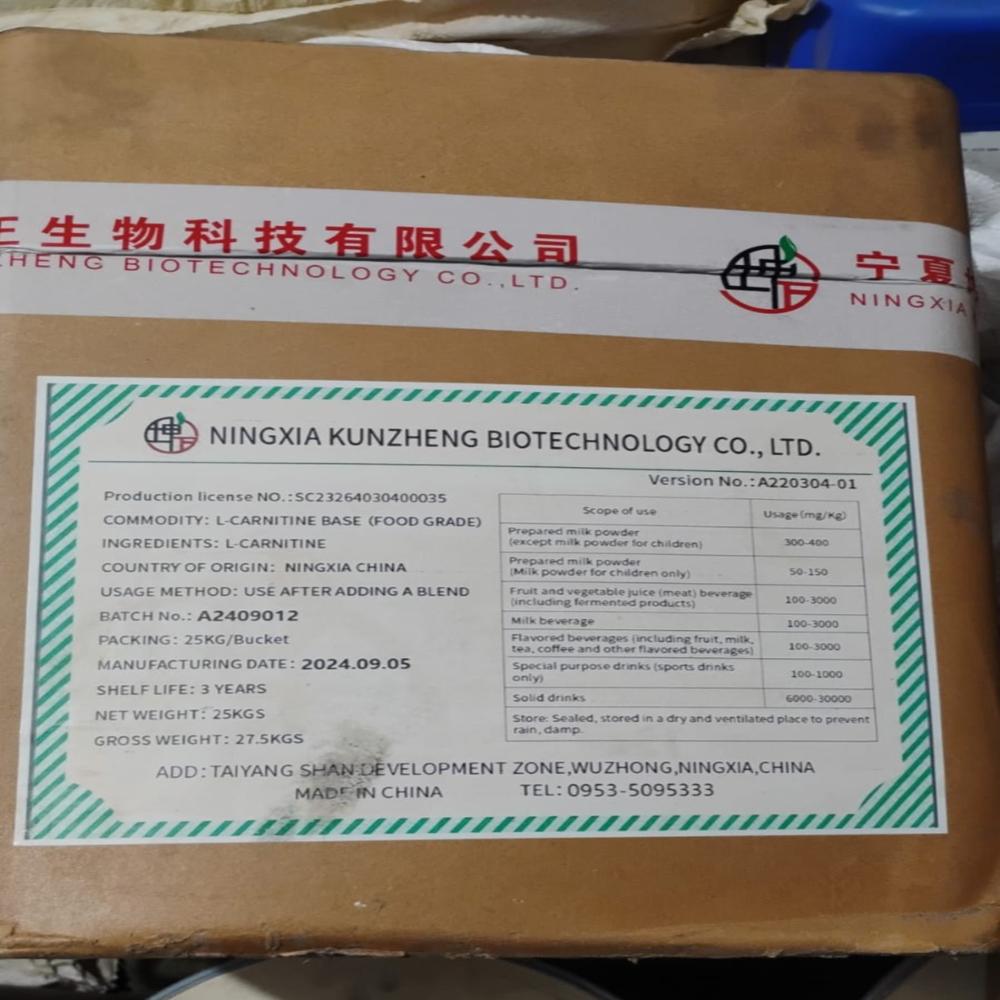 生物科技有限公司
ZHENG BIOTECHNOLOGY CO.,LTD.
宁夏
NINGXIA
NINGXIA KUNZHENG BIOTECHNOLOGY CO., LTD.
Version No.:A220304-01
Production license NO.:SC23264030400035
COMMODITY: L-CARNITINE BASE (FOOD GRADE)
INGREDIENTS: L-CARNITINE
COUNTRY OF ORIGIN: NINGXIA CHINA
USAGE METHOD: USE AFTER ADDING A BLEND
BATCH No.: A2409012
PACKING: 25KG/Bucket
MANUFACTURING DATE: 2024.09.05
SHELF LIFE: 3 YEARS
NET WEIGHT: 25KGS
GROSS WEIGHT: 27.5KGS
Scope of use Usage(mg/Kg)
Prepared milk powder
(except milk powder for children) 300-400
Prepared milk powder
(Milk powder for children only) 50-150
Fruit and vegetable juice (meat) beverage
(including fermented products) 100-3000
Milk beverage 100-3000
Flavored beverages (including fruit, milk,
tea, coffee and other flavored beverages) 100-3000
Special purpose drinks (sports drinks
only) 100-1000
Solid drinks 6000-30000
Store: Sealed, stored in a dry and ventilated place to prevent
rain, damp.
ADD:TAIYANG SHAN DEVELOPMENT ZONE,WUZHONG,NINGXIA,CHINA
MADE IN CHINA TEL:0953-5095333